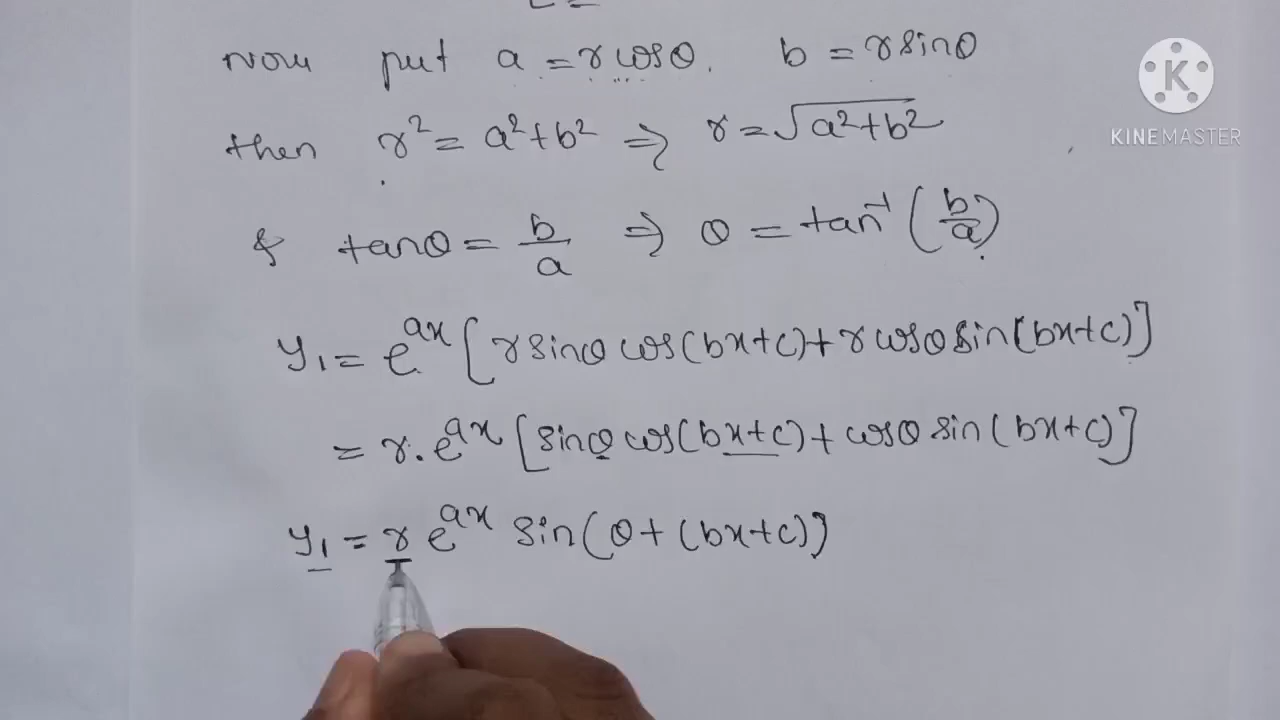 now put a = r cosθ. b = r sinθ
then r² = a²+b² ⇒ r = √a²+b²
& tanθ = b/a ⇒ θ = tan⁻¹(b/a)
y₁ = e^ax [r sinθ cos(bx+c) + r cosθ sin(bx+c)]
= r. e^ax [sinθ cos(bx+c) + cosθ sin(bx+c)]
y₁ = r e^ax sin(θ + (bx+c))
K
KINEMASTER